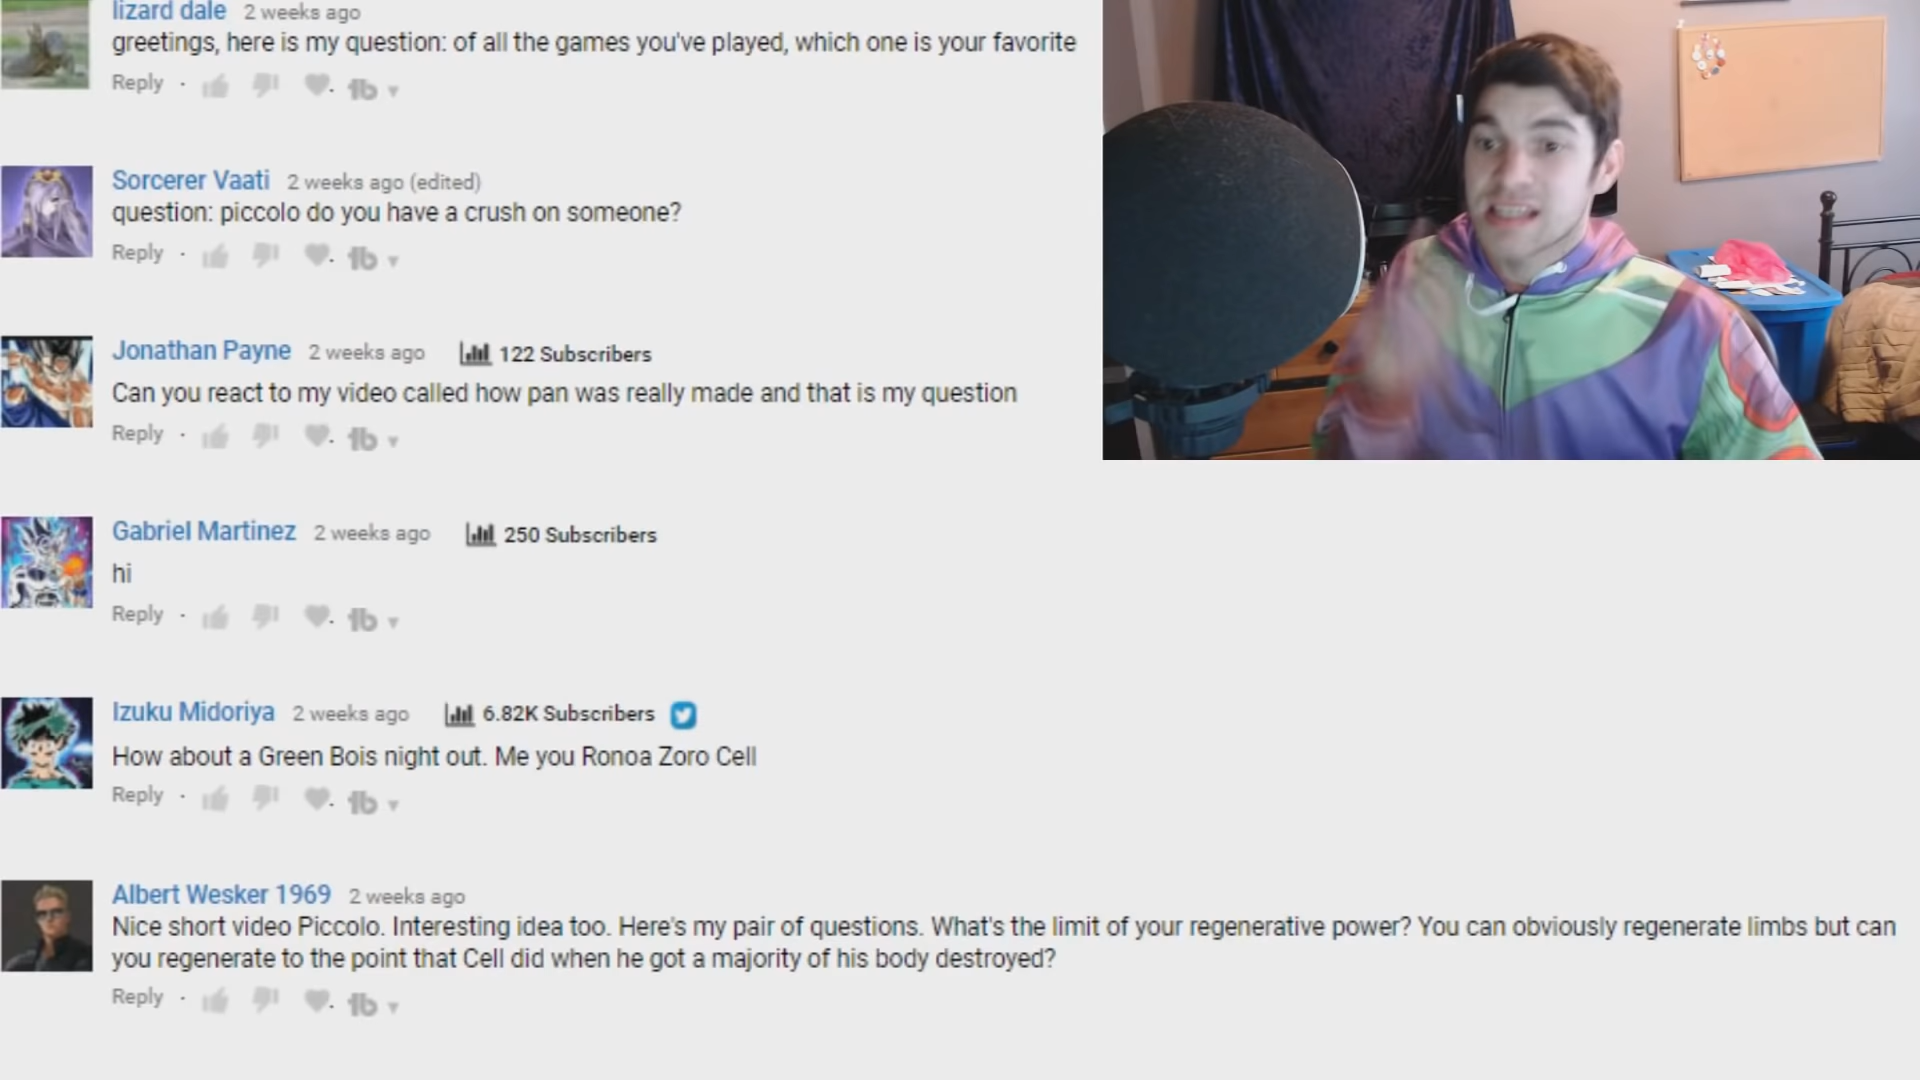 lizard dale 2 weeks ago
greetings, here is my question: of all the games you've played, which one is your favorite
Reply
Sorcerer Vaati 2 weeks ago (edited)
question: piccolo do you have a crush on someone?
Reply
Jonathan Payne 2 weeks ago 122 Subscribers
Can you react to my video called how pan was really made and that is my question
Reply
Gabriel Martinez 2 weeks ago 250 Subscribers
hi
Reply
Izuku Midoriya 2 weeks ago 6.82K Subscribers
How about a Green Bois night out. Me you Ronoa Zoro Cell
Reply
Albert Wesker 1969 2 weeks ago
Nice short video Piccolo. Interesting idea too. Here's my pair of questions. What's the limit of your regenerative power? You can obviously regenerate limbs but can
you regenerate to the point that Cell did when he got a majority of his body destroyed?
Reply